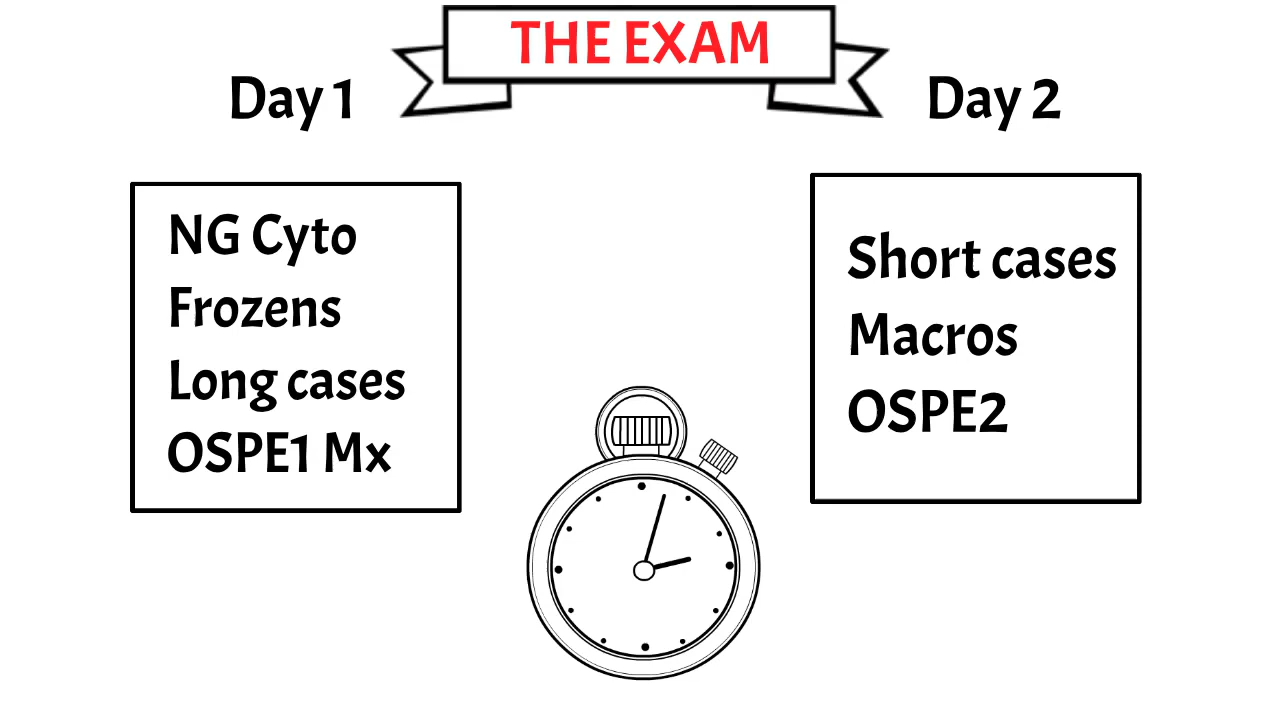 THE EXAM
Day 1
NG Cyto
Frozens
Long cases
OSPE1 Mx
Day 2
Short cases
Macros
OSPE2